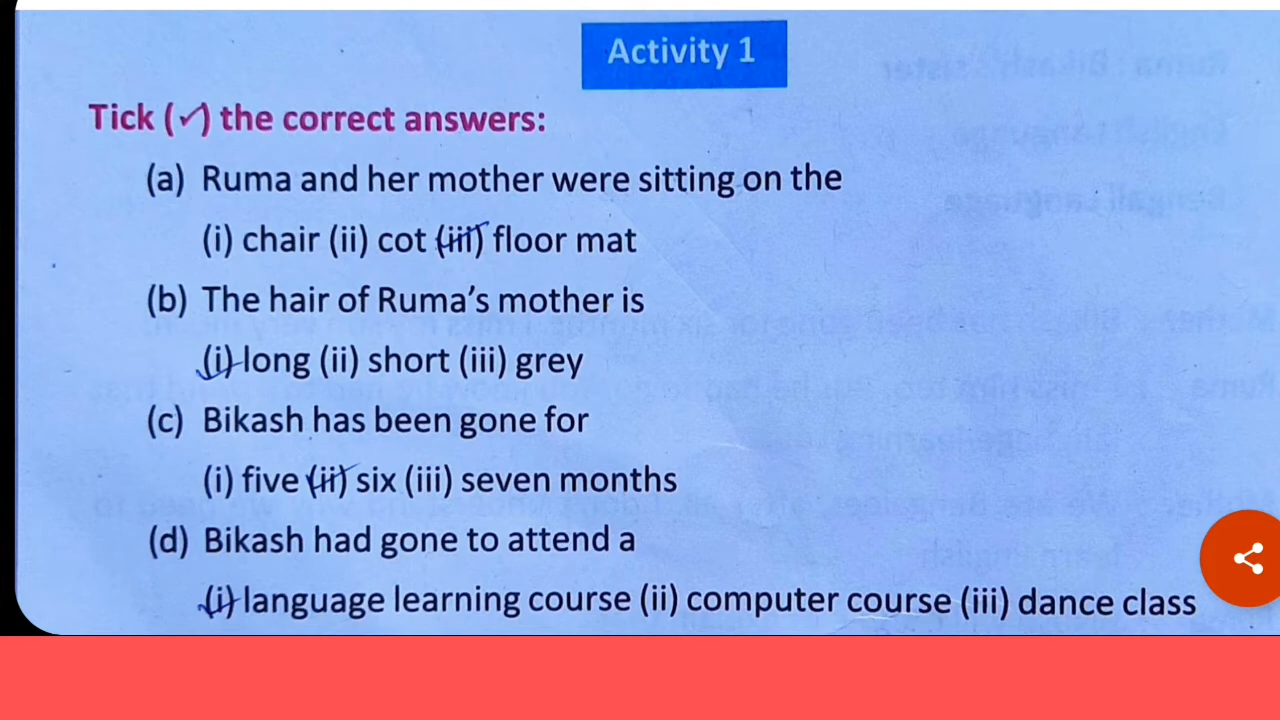 Activity 1
Tick (✓) the correct answers:
(a) Ruma and her mother were sitting on the
(i) chair (ii) cot (iii) floor mat
(b) The hair of Ruma's mother is
(i) long (ii) short (iii) grey
(c) Bikash has been gone for
(i) five (ii) six (iii) seven months
(d) Bikash had gone to attend a
(i) language learning course (ii) computer course (iii) dance class